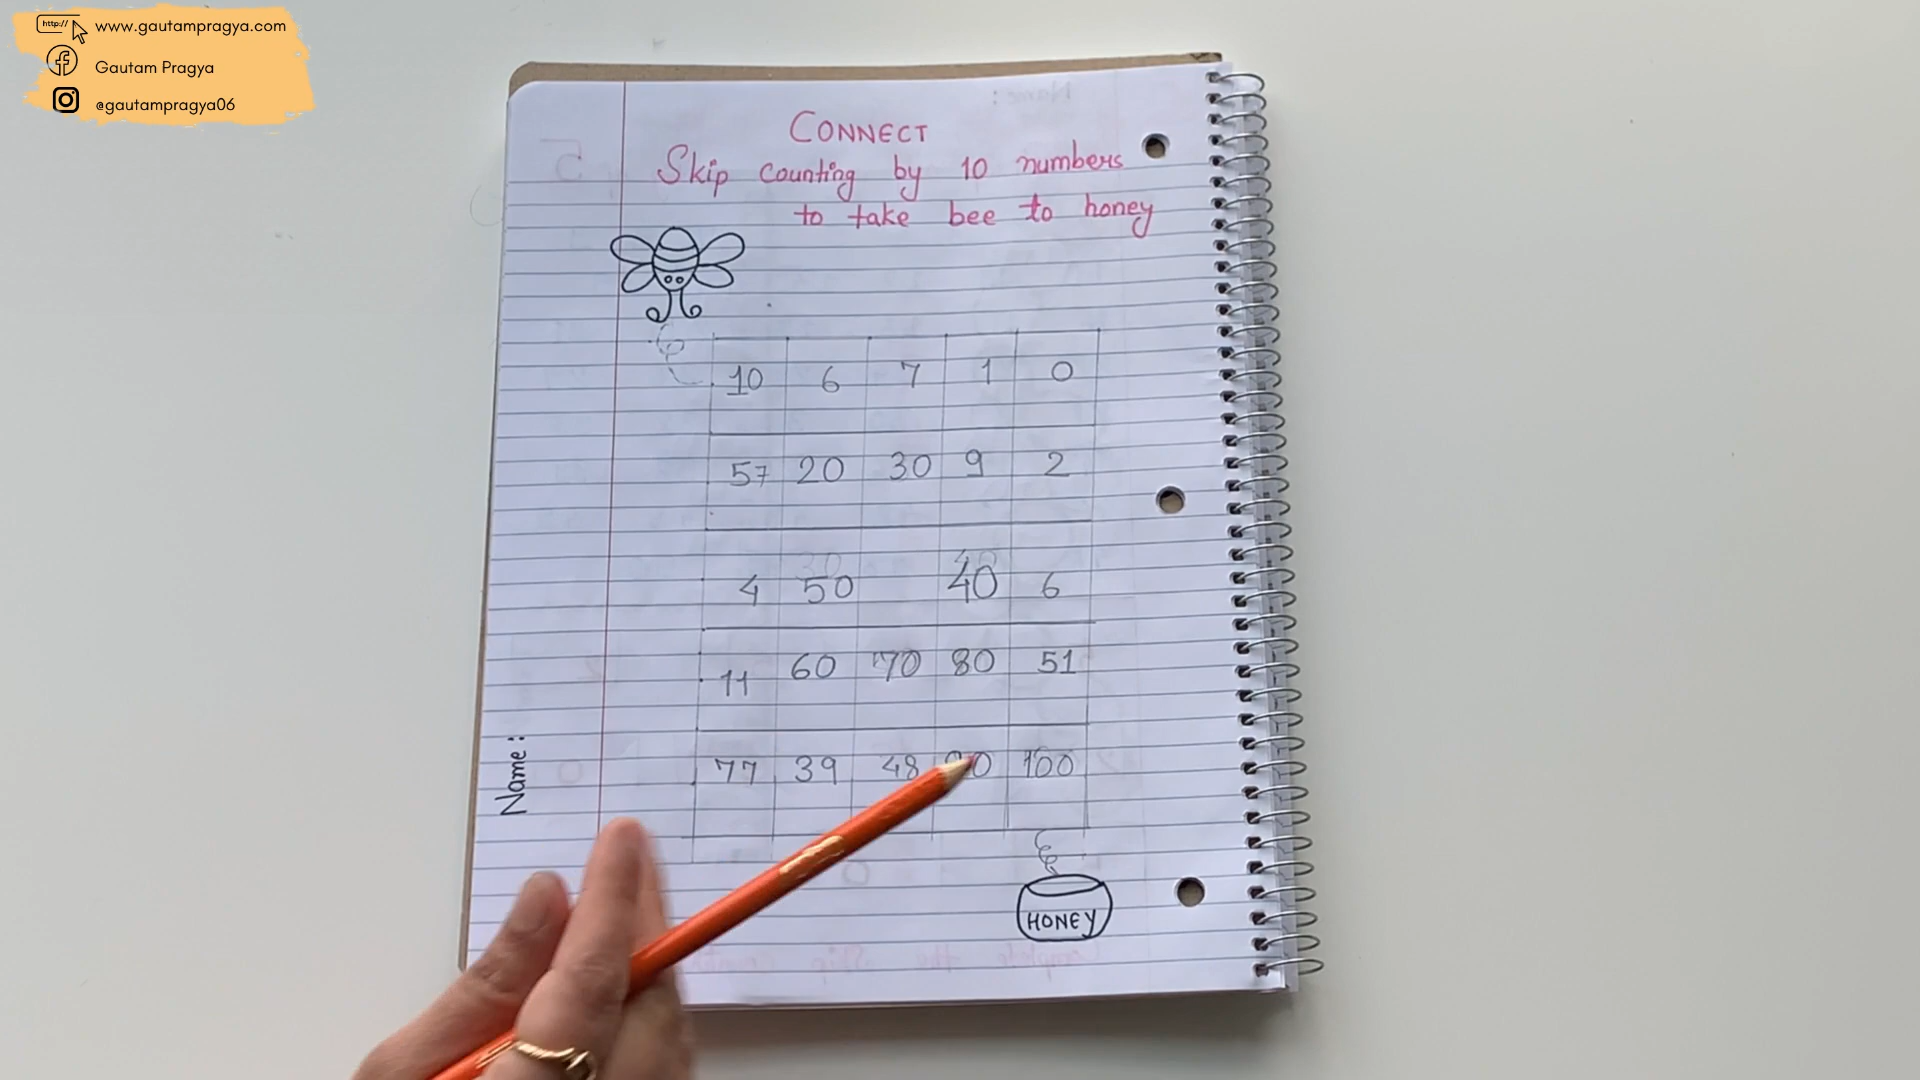 http://
www.gautampragya.com
Gautam Pragya
@gautampragya06
CONNECT
Skip counting by 10 numbers
to take bee to honey
10 6 7 1 0
57 20 30 9 2
4 50 40 6
11 60 70 80 51
77 39 48 90 100
Name:
HONEY